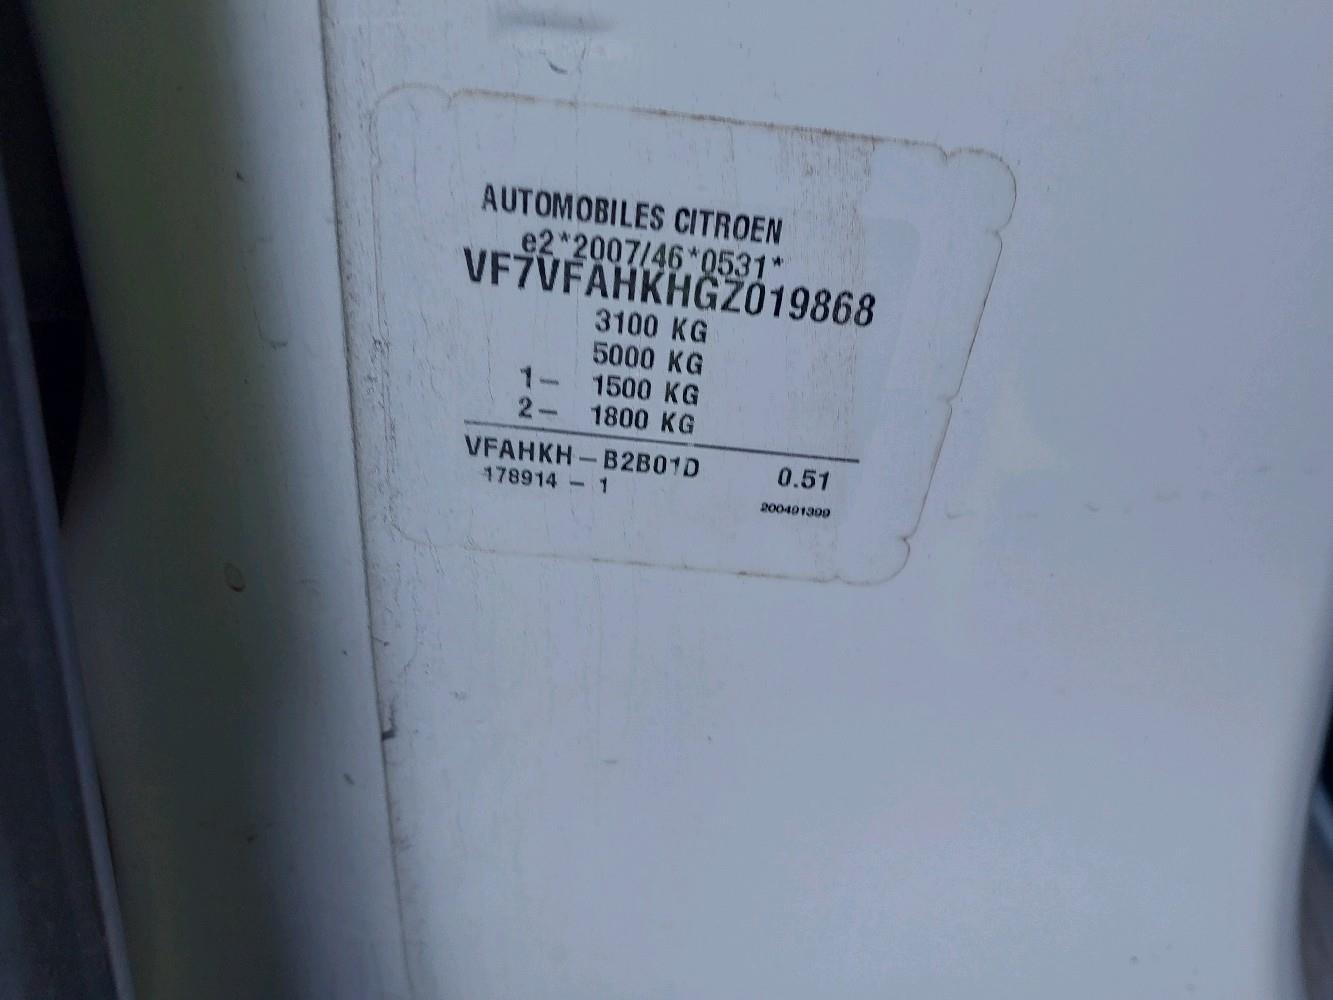 AUTOMOBILES CITROEN
e2*2007/46*0531*
VF7VFAHKHGZ019868
3100 KG
5000 KG
1- 1500 KG
2- 1800 KG
VFAHKH-B2B01D 0.51
178914 - 1 200491399